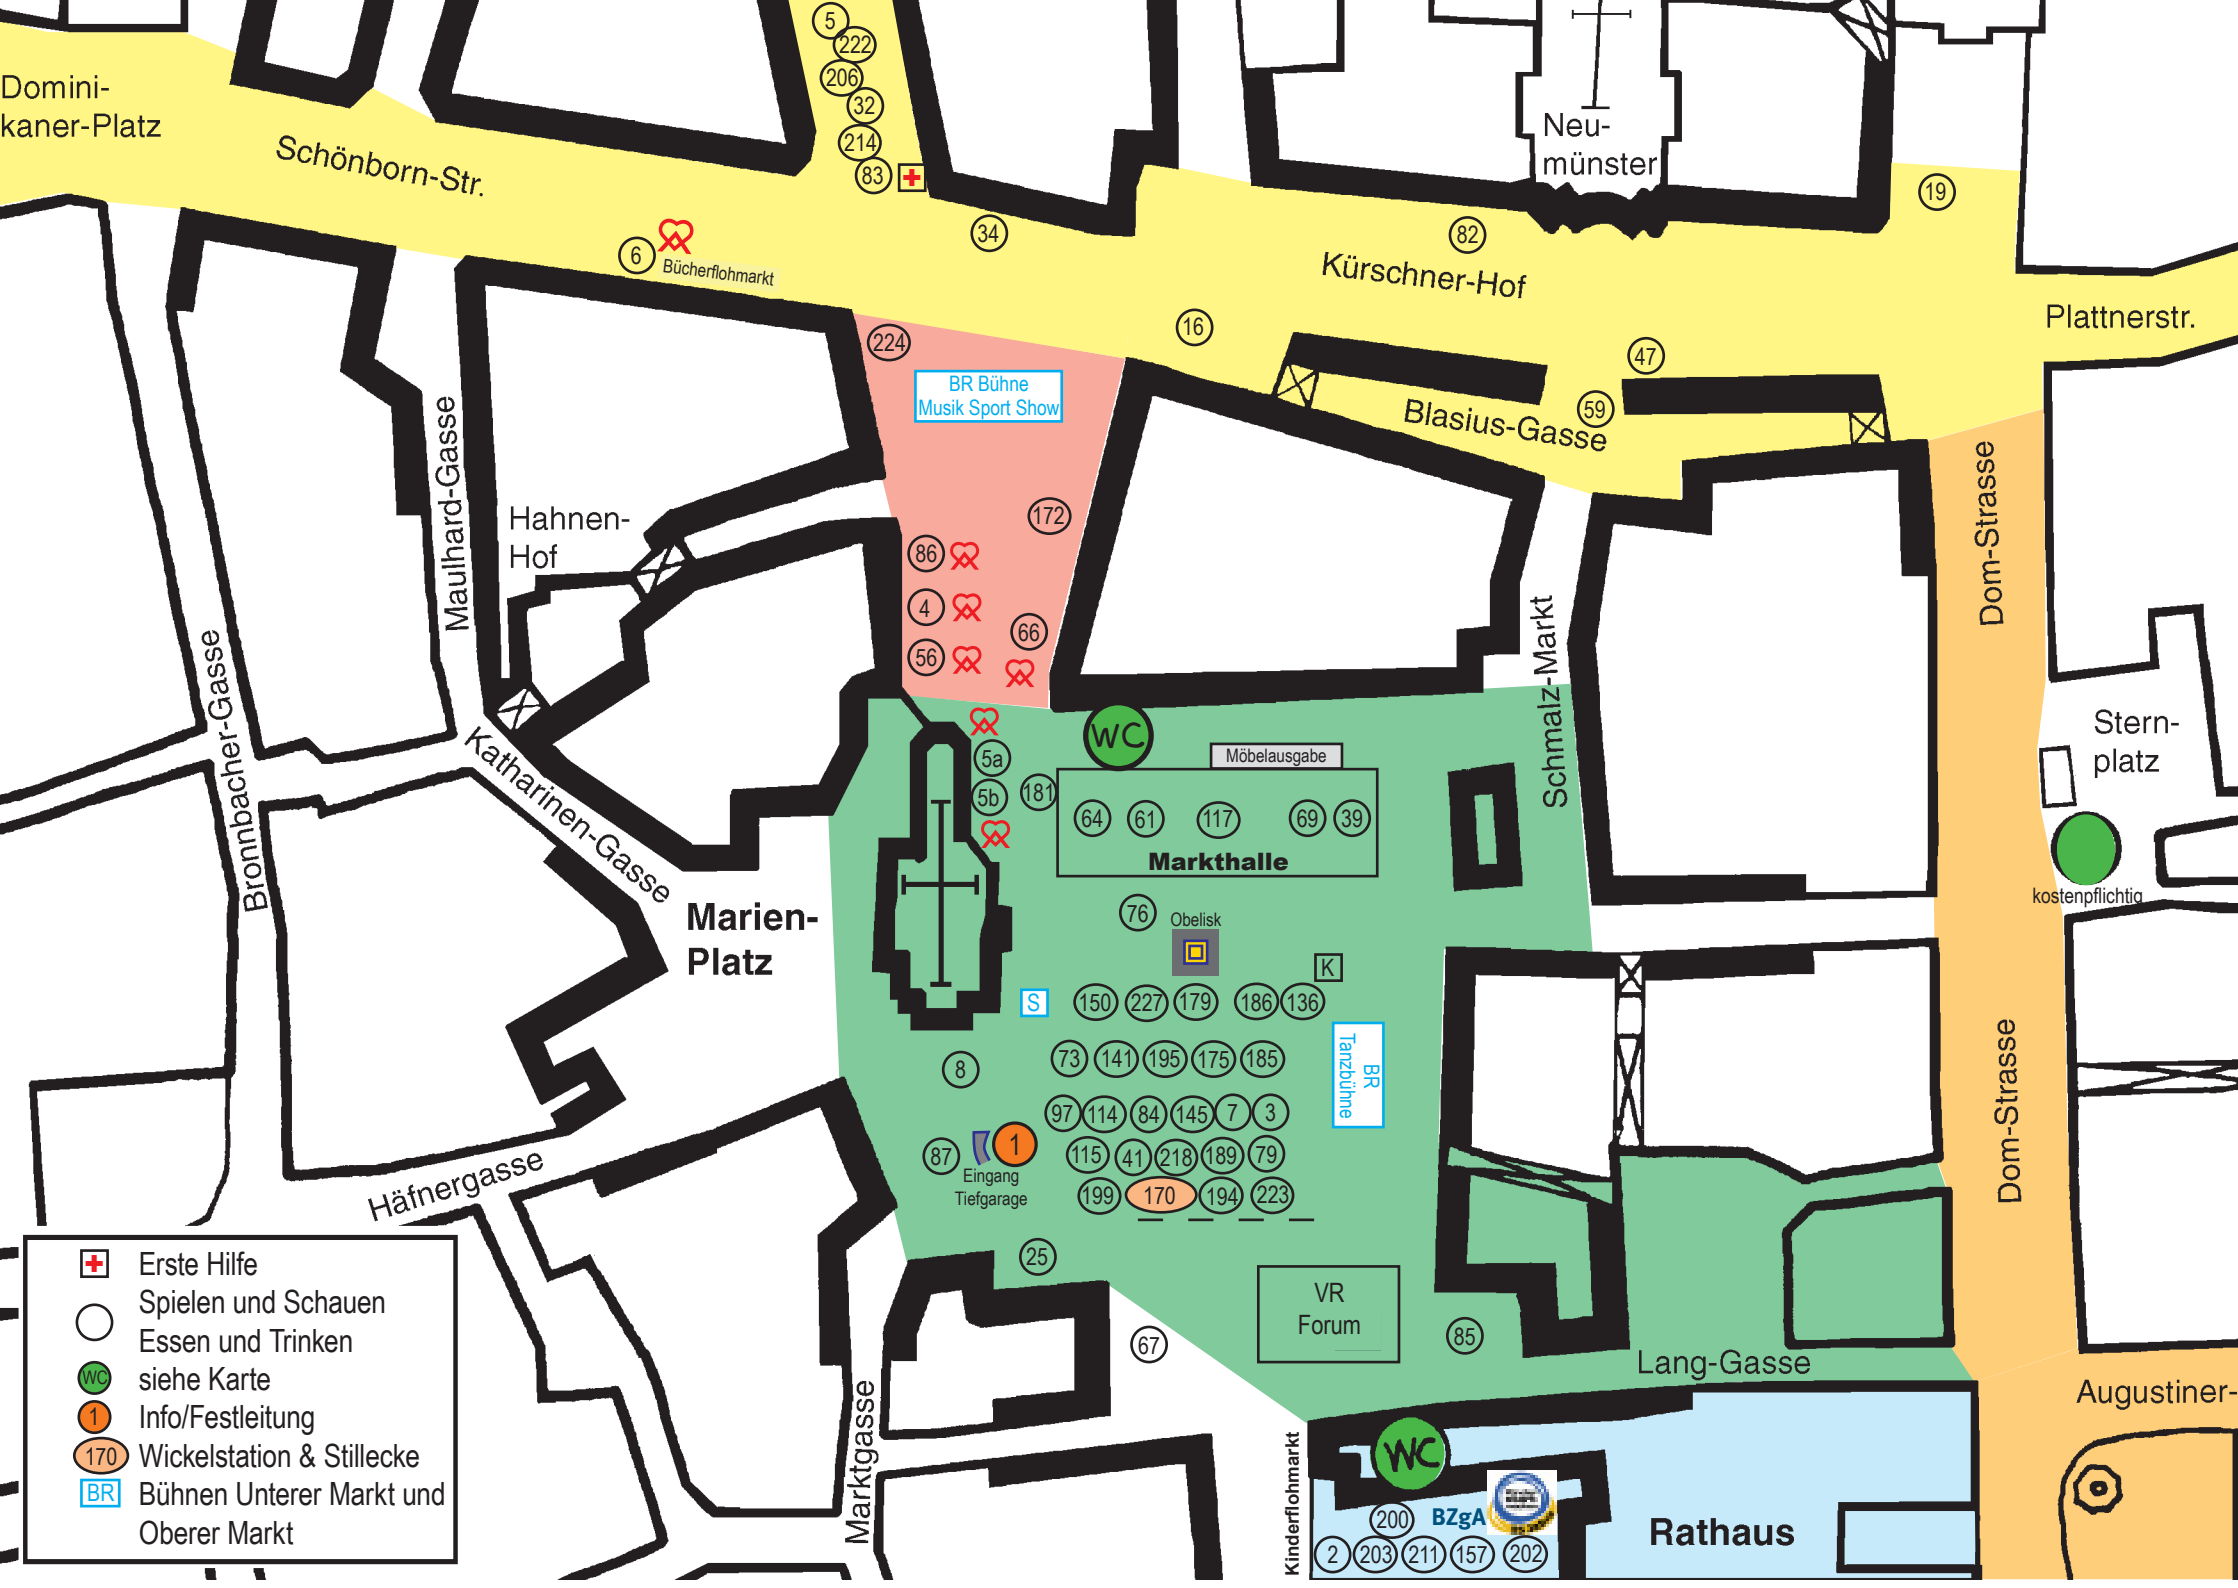 5
222
206
32
214
83
Domini-
kaner-Platz
Schönborn-Str.
6
Bücherflohmarkt
34
Neu-
münster
19
82
Kürschner-Hof
16
47
Plattnerstr.
59
Blasius-Gasse
224
BR Bühne
Musik Sport Show
172
86
4
66
56
Hahnen-
Hof
Maulhard-Gasse
Bronnbacher-Gasse
Katharinen-Gasse
Schmalz-Markt
Dom-Strasse
Stern-
platz
kostenpflichtig
WC
Möbelausgabe
5a
5b
181
64
61
117
69
39
Markthalle
Marien-
Platz
76
Obelisk
K
S
150
227
179
186
136
BR
Tanzbühne
8
73
141
195
175
185
97
114
84
145
7
3
87
1
115
41
218
189
79
Eingang
Tiefgarage
199
170
194
223
25
VR
Forum
67
85
Häfnergasse
Marktgasse
Dom-Strasse
Lang-Gasse
Augustiner-
Kinderflohmarkt
WC
200
BZgA
2
203
211
157
202
Rathaus
Erste Hilfe
Spielen und Schauen
Essen und Trinken
WC siehe Karte
1 Info/Festleitung
170 Wickelstation & Stillecke
BR Bühnen Unterer Markt und
Oberer Markt